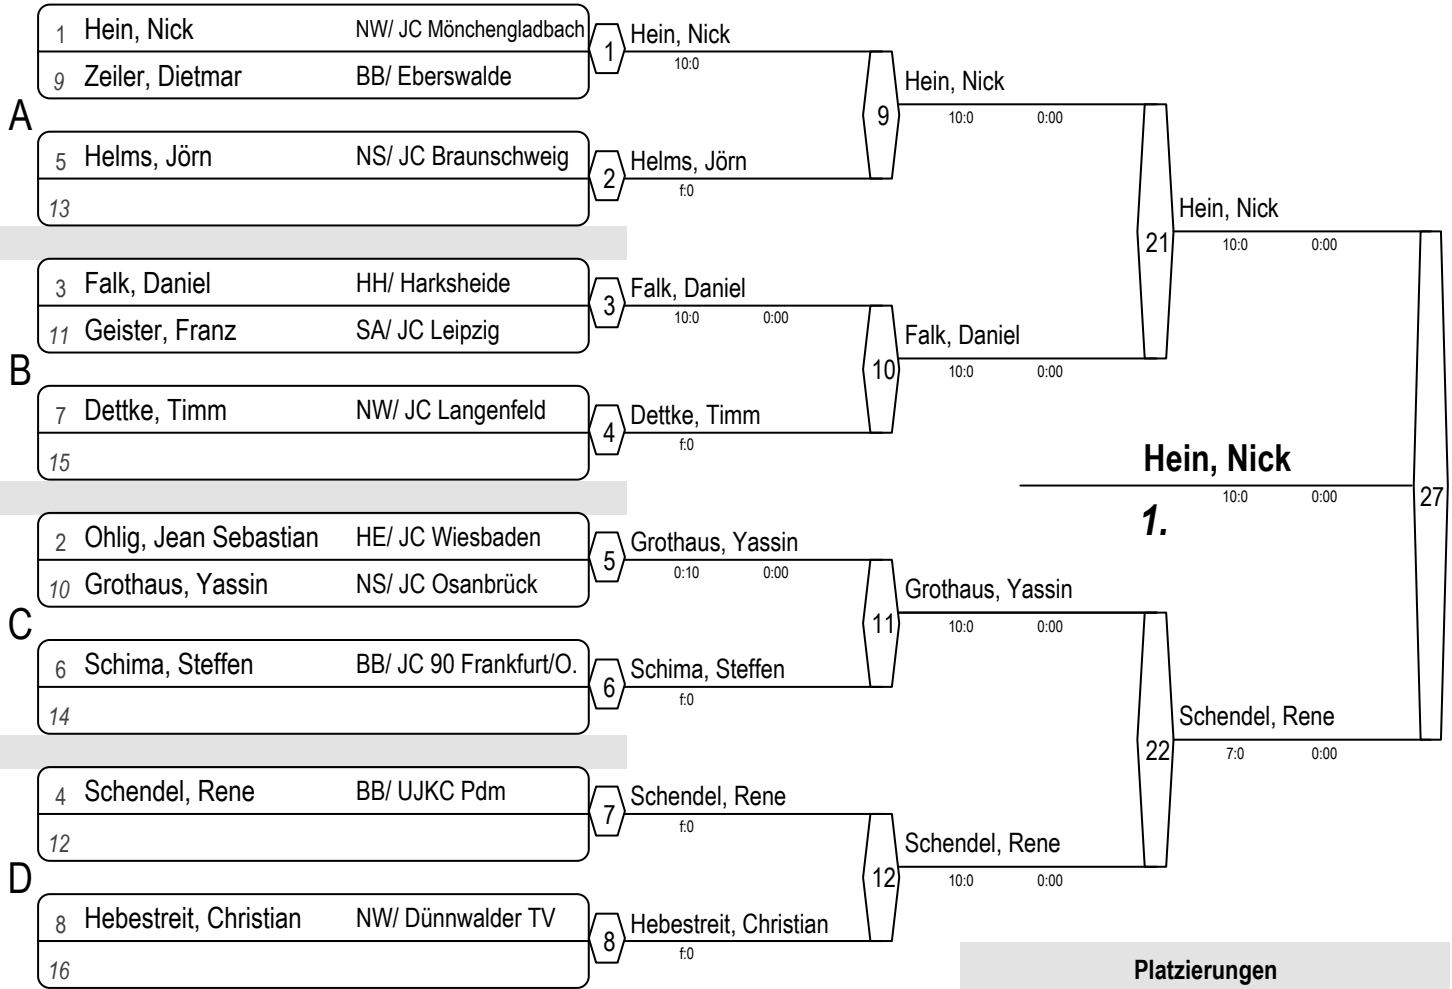 1 Hein, Nick NW/ JC Mönchengladbach 1 Hein, Nick
10:0
9 Zeiler, Dietmar BB/ Eberswalde
9 Hein, Nick
10:0 0:00
A
5 Helms, Jörn NS/ JC Braunschweig 2 Helms, Jörn
f:0
13
21 Hein, Nick
10:0 0:00
3 Falk, Daniel HH/ Harksheide 3 Falk, Daniel
10:0 0:00
11 Geister, Franz SA/ JC Leipzig
10 Falk, Daniel
10:0 0:00
B
7 Dettke, Timm NW/ JC Langenfeld 4 Dettke, Timm
f:0
15
Hein, Nick 27
10:0 0:00
1.
2 Ohlig, Jean Sebastian HE/ JC Wiesbaden 5 Grothaus, Yassin
0:10 0:00
10 Grothaus, Yassin NS/ JC Osanbrück
11 Grothaus, Yassin
10:0 0:00
C
6 Schima, Steffen BB/ JC 90 Frankfurt/O. 6 Schima, Steffen
f:0
14
22 Schendel, Rene
7:0 0:00
4 Schendel, Rene BB/ UJKC Pdm 7 Schendel, Rene
f:0
12
12 Schendel, Rene
10:0 0:00
D
8 Hebestreit, Christian NW/ Dünnwalder TV 8 Hebestreit, Christian
f:0
16
Platzierungen